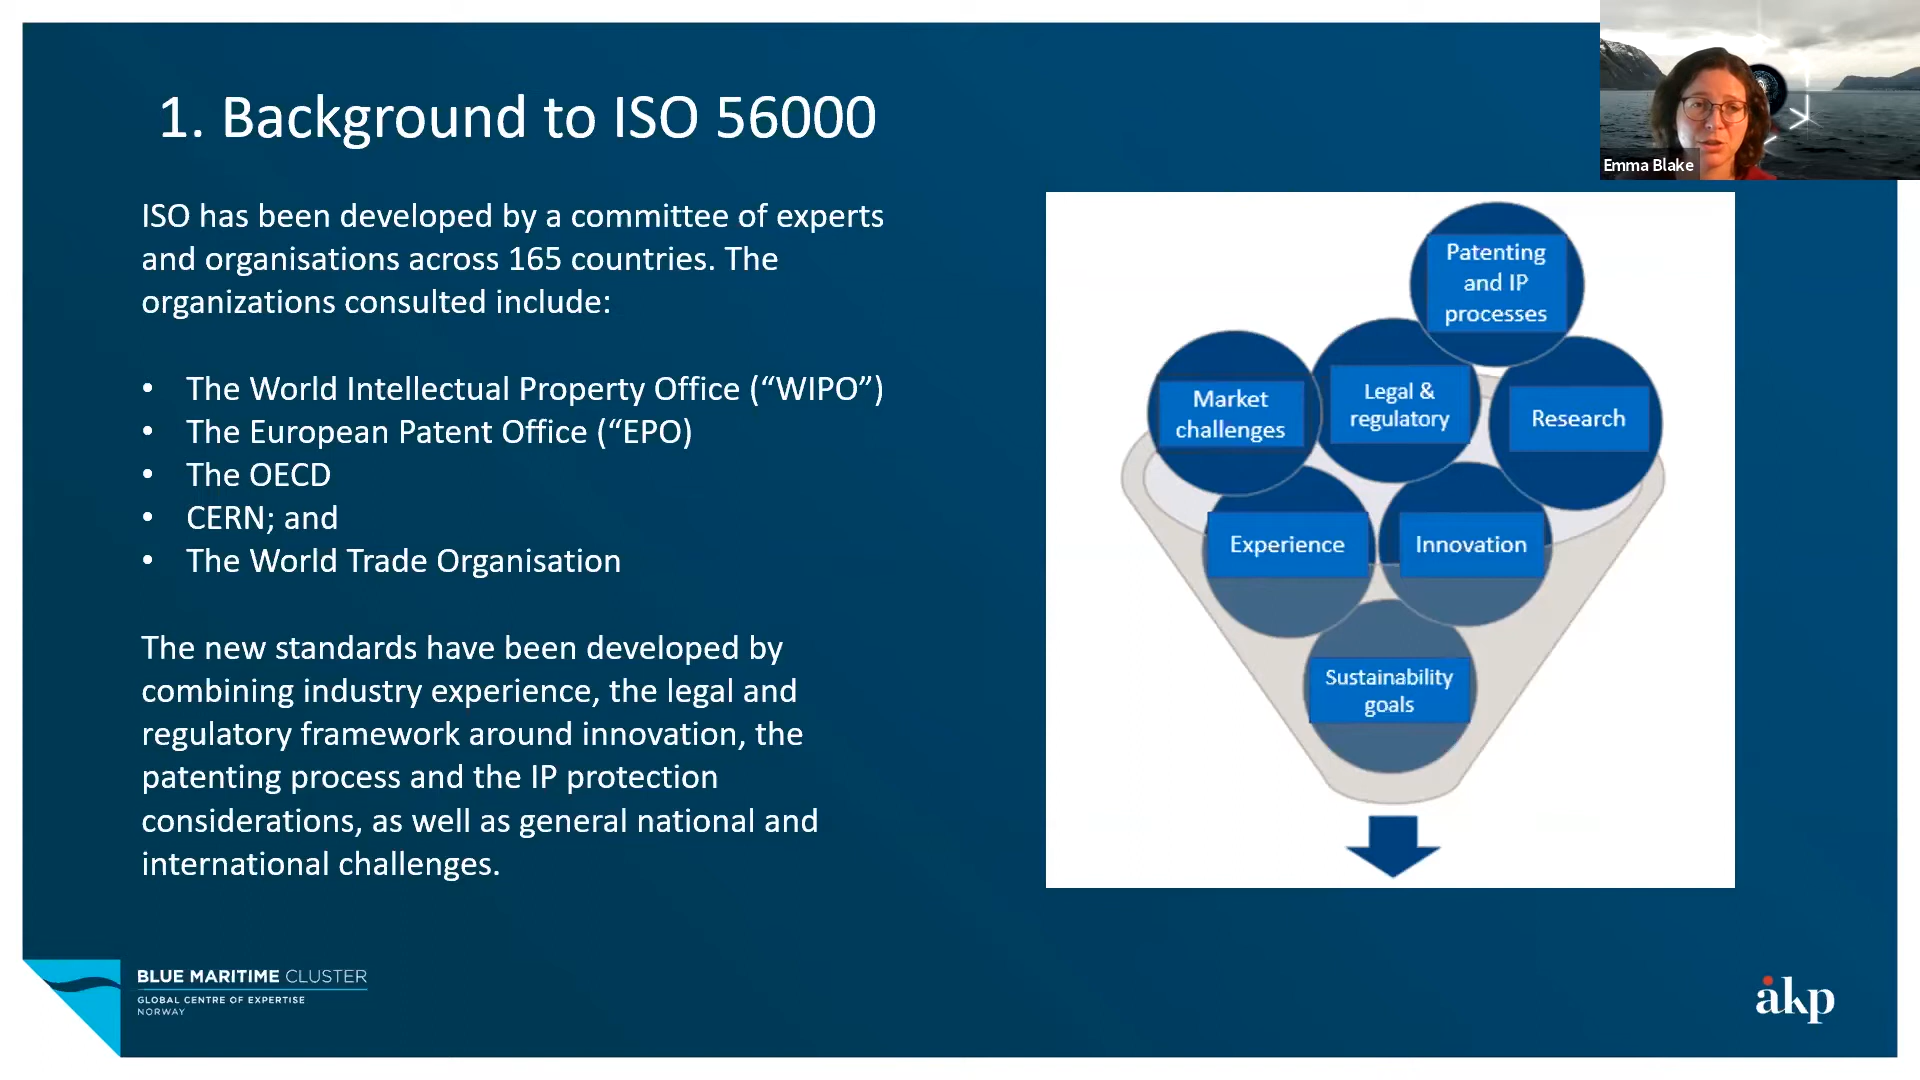 1. Background to ISO 56000
ISO has been developed by a committee of experts
and organisations across 165 countries. The
organizations consulted include:
• The World Intellectual Property Office (“WIPO”)
• The European Patent Office (“EPO)
• The OECD
• CERN; and
• The World Trade Organisation
The new standards have been developed by
combining industry experience, the legal and
regulatory framework around innovation, the
patenting process and the IP protection
considerations, as well as general national and
international challenges.
Emma Blake
Patenting
and IP
processes
Market
challenges
Legal &
regulatory
Research
Experience
Innovation
Sustainability
goals
BLUE MARITIME CLUSTER
GLOBAL CENTRE OF EXPERTISE
NORWAY
åkp